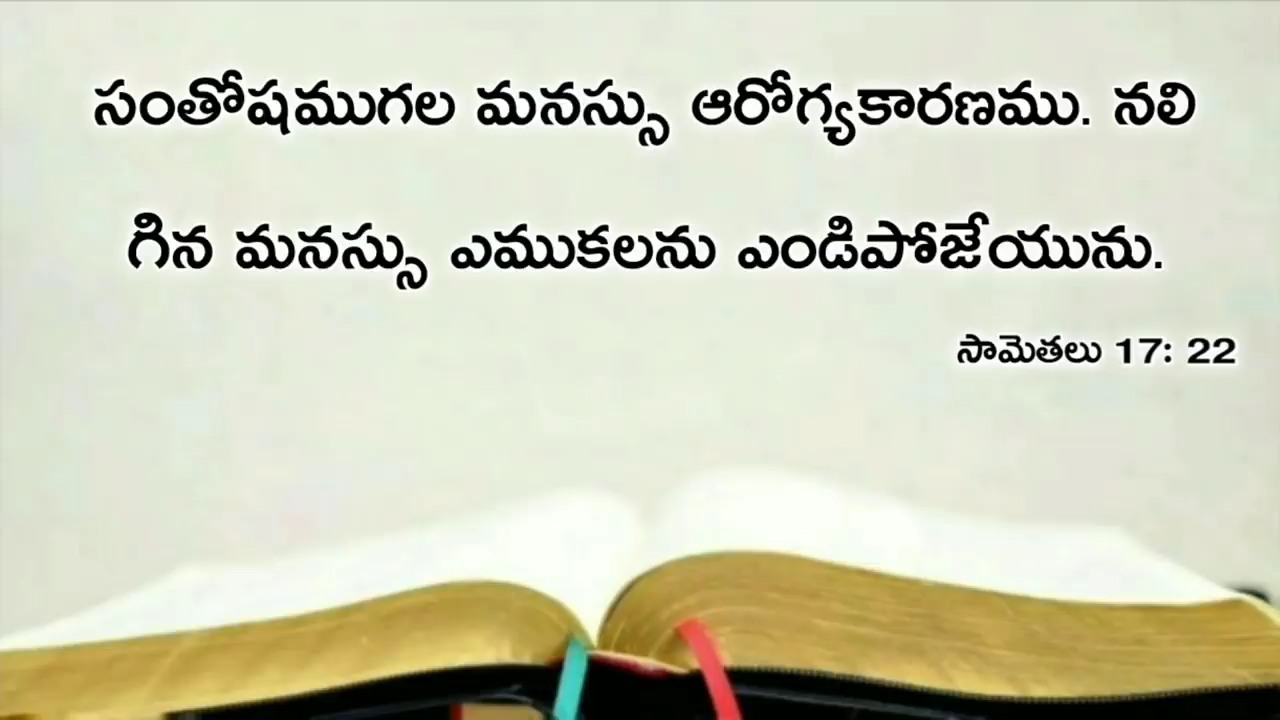 సంతోషముగల మనస్సు ఆరోగ్యకారణము. నలి
గిన మనస్సు ఎముకలను ఎండిపోజేయును.
సామెతలు 17: 22